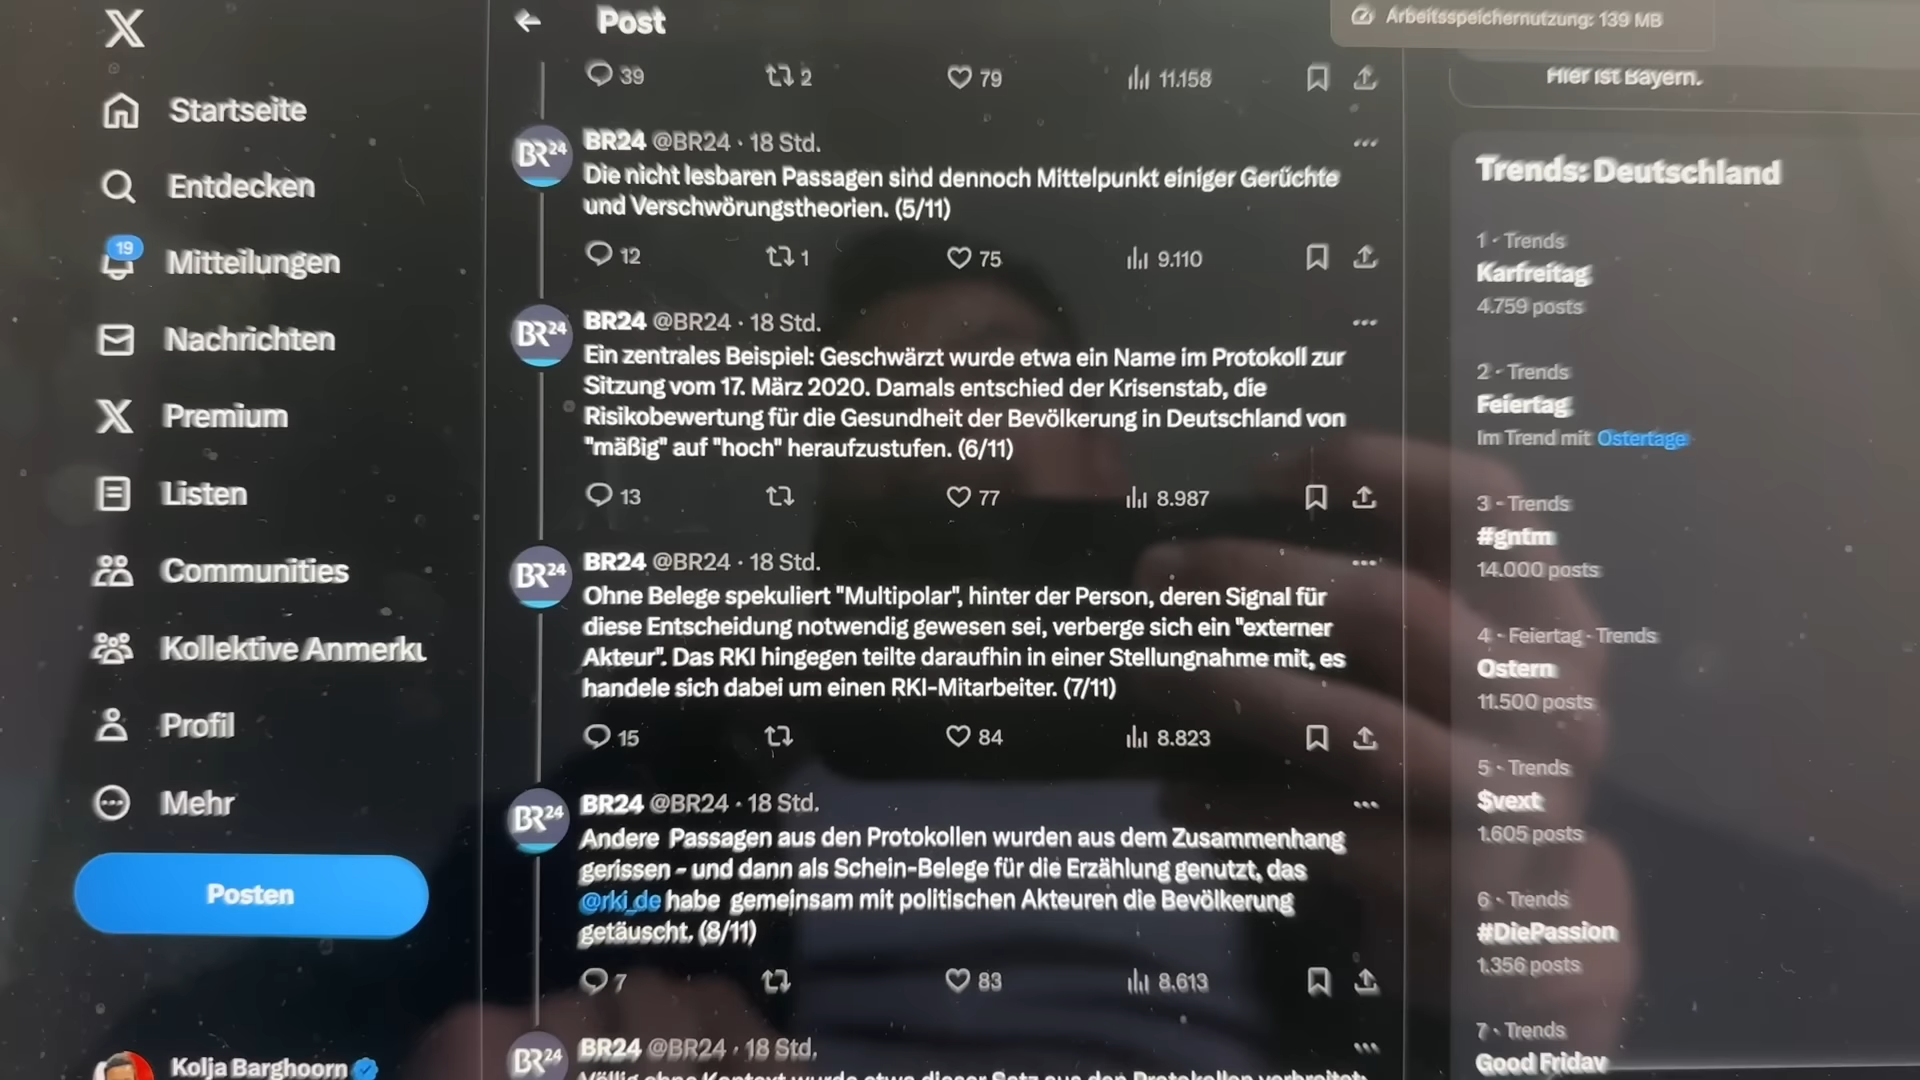 Post
Arbeitsspeichernutzung: 139 MB
Startseite
Entdecken
19
Mitteilungen
Nachrichten
Premium
Listen
Communities
Kollektive Anmerku
Profil
Mehr
Posten
Kolja Barghoorn
39 2 79 11.158
BR24 @BR24 · 18 Std.
Die nicht lesbaren Passagen sind dennoch Mittelpunkt einiger Gerüchte
und Verschwörungstheorien. (5/11)
12 1 75 9.110
BR24 @BR24 · 18 Std.
Ein zentrales Beispiel: Geschwärzt wurde etwa ein Name im Protokoll zur
Sitzung vom 17. März 2020. Damals entschied der Krisenstab, die
Risikobewertung für die Gesundheit der Bevölkerung in Deutschland von
"mäßig" auf "hoch" heraufzustufen. (6/11)
13 77 8.987
BR24 @BR24 · 18 Std.
Ohne Belege spekuliert "Multipolar", hinter der Person, deren Signal für
diese Entscheidung notwendig gewesen sei, verberge sich ein "externer
Akteur". Das RKI hingegen teilte daraufhin in einer Stellungnahme mit, es
handele sich dabei um einen RKI-Mitarbeiter. (7/11)
15 84 8.823
BR24 @BR24 · 18 Std.
Andere Passagen aus den Protokollen wurden aus dem Zusammenhang
gerissen - und dann als Schein-Belege für die Erzählung genutzt, das
@rki_de habe gemeinsam mit politischen Akteuren die Bevölkerung
getäuscht. (8/11)
7 83 8.613
BR24 @BR24 · 18 Std.
Völlig ohne Kontext wurde etwa dieser Satz aus den Protokollen verbreitet:
Hier ist Bayern.
Trends: Deutschland
1 · Trends
Karfreitag
4.759 posts
2 · Trends
Feiertag
Im Trend mit Ostertage
3 · Trends
#gntm
14.000 posts
4 · Feiertag · Trends
Ostern
11.500 posts
5 · Trends
$vext
1.605 posts
6 · Trends
#DiePassion
1.356 posts
7 · Trends
Good Friday